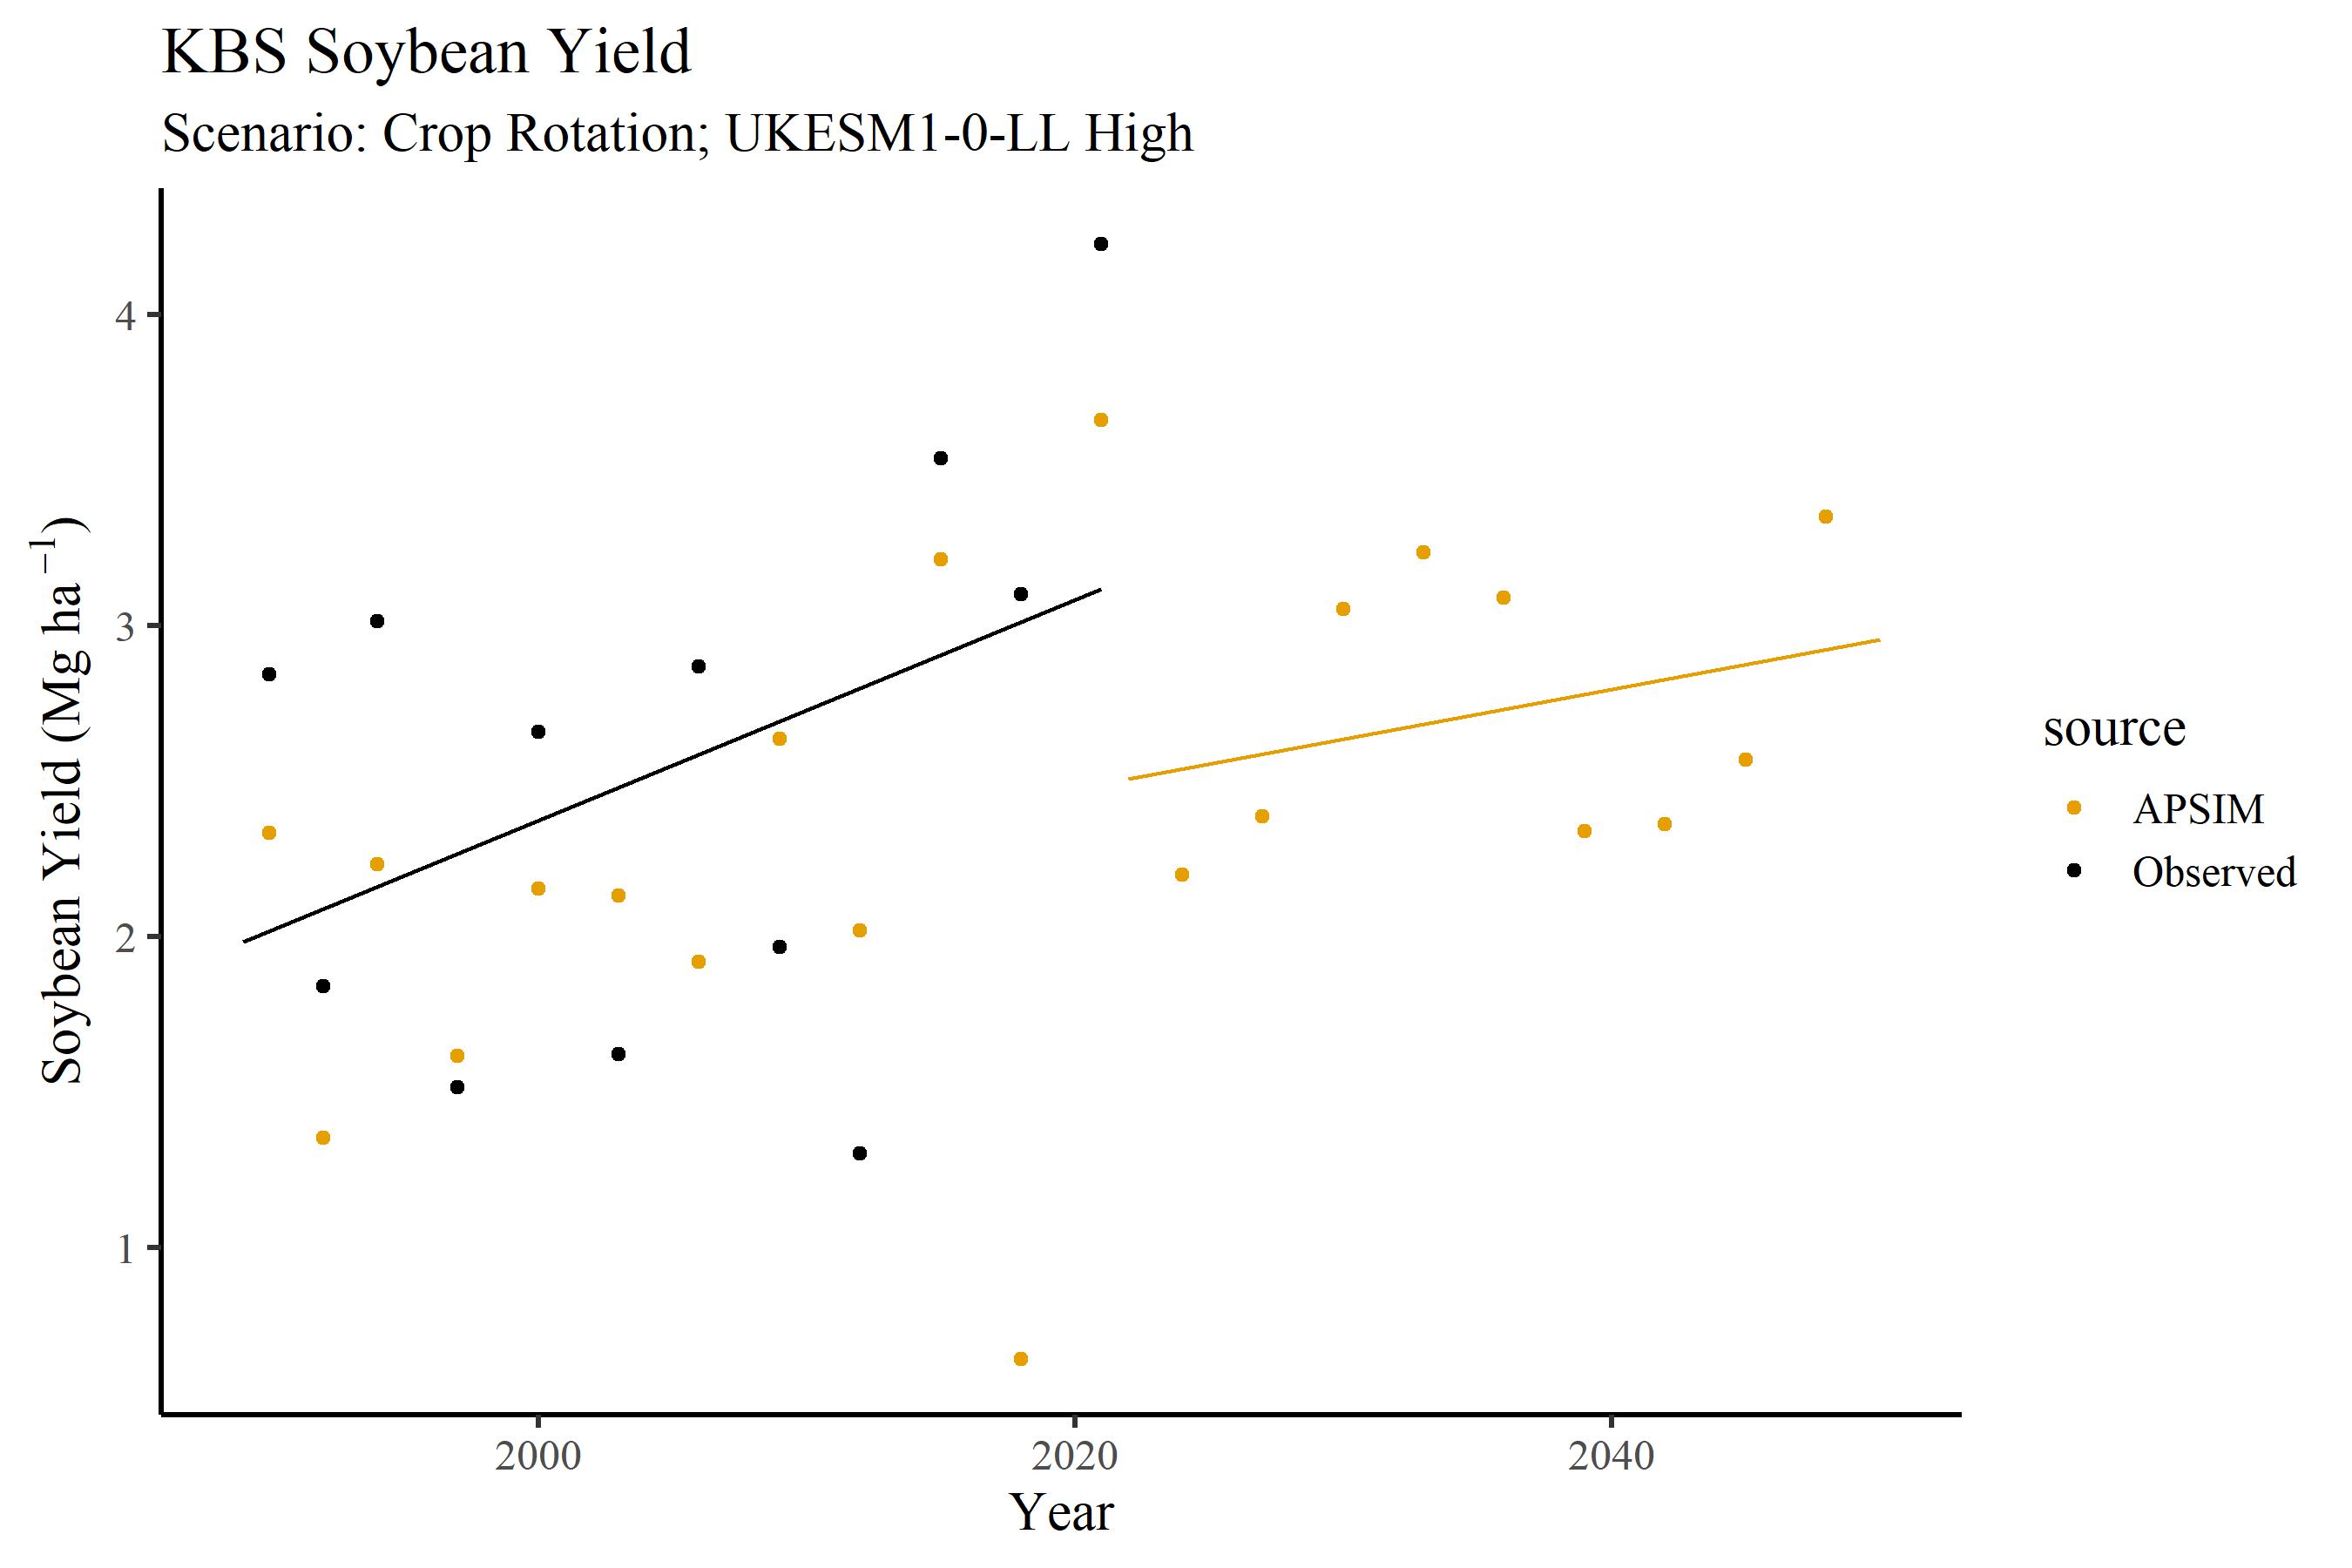 KBS Soybean Yield
Scenario: Crop Rotation; UKESM1-0-LL High
Soybean Yield (Mg ha⁻¹)
4
3
2
1
2000 2020 2040
Year
source
APSIM
Observed